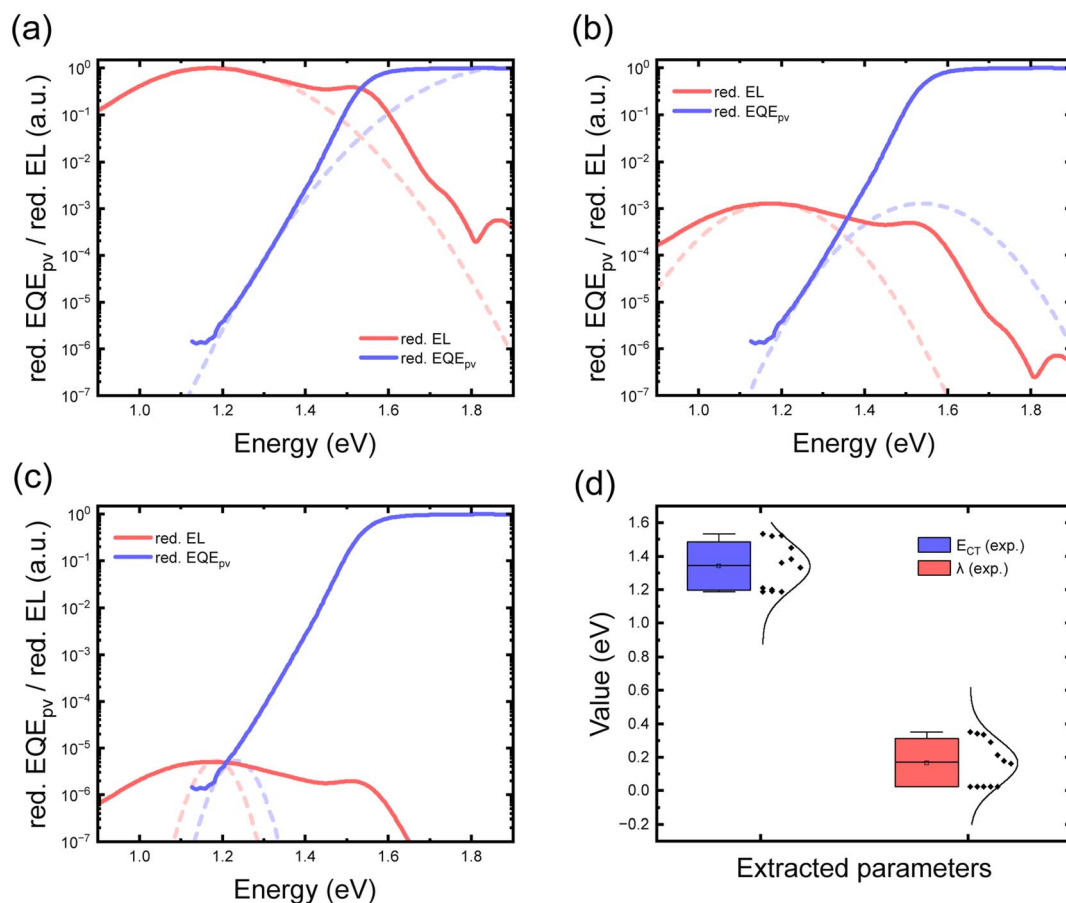 (a)
red. EQEpv / red. EL (a.u.)
10⁰
10⁻¹
10⁻²
10⁻³
10⁻⁴
10⁻⁵
10⁻⁶
10⁻⁷
red. EL
red. EQEpv
1.0 1.2 1.4 1.6 1.8
Energy (eV)
(b)
red. EQEpv / red. EL (a.u.)
10⁰
10⁻¹
10⁻²
10⁻³
10⁻⁴
10⁻⁵
10⁻⁶
10⁻⁷
red. EL
red. EQEpv
1.0 1.2 1.4 1.6 1.8
Energy (eV)
(c)
red. EQEpv / red. EL (a.u.)
10⁰
10⁻¹
10⁻²
10⁻³
10⁻⁴
10⁻⁵
10⁻⁶
10⁻⁷
red. EL
red. EQEpv
1.0 1.2 1.4 1.6 1.8
Energy (eV)
(d)
Value (eV)
1.6
1.4
1.2
1.0
0.8
0.6
0.4
0.2
0.0
−0.2
E_CT (exp.)
λ (exp.)
Extracted parameters